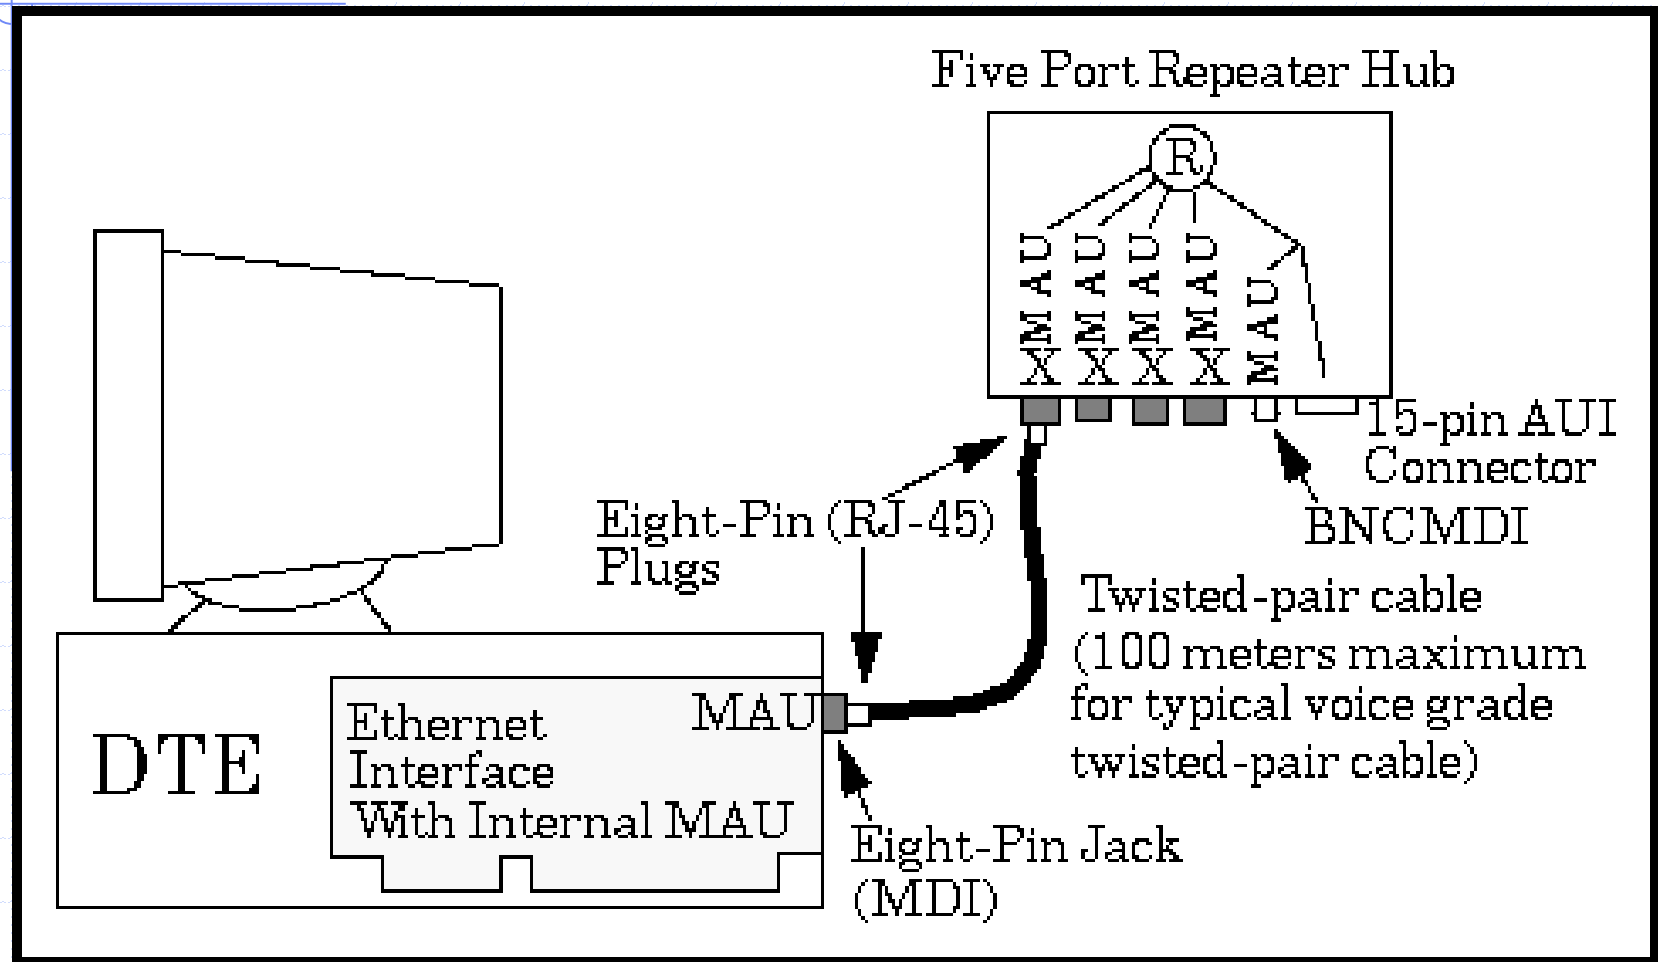 Five Port Repeater Hub
R
MAU MAU MAU MAU MAU
X X X X
15-pin AUI
Connector
BNCMDI
Eight-Pin (RJ-45)
Plugs
Twisted-pair cable
(100 meters maximum
for typical voice grade
twisted-pair cable)
DTE
MAU
Ethernet
Interface
With Internal MAU
Eight-Pin Jack
(MDI)